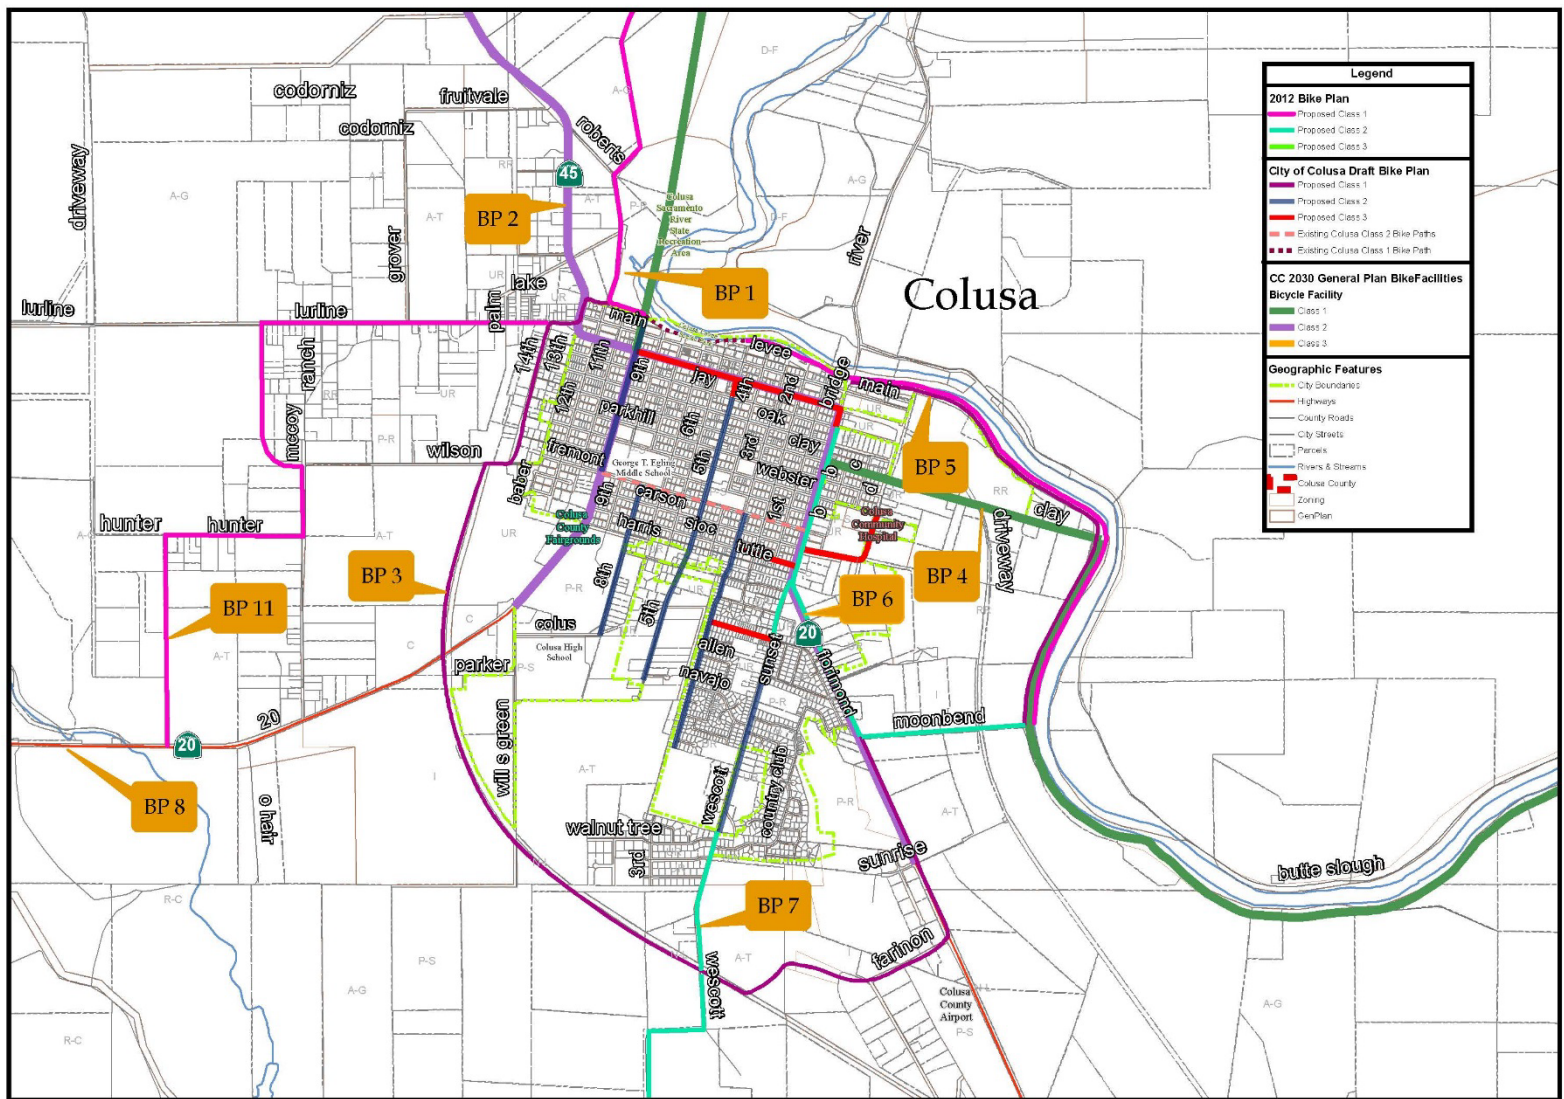 codorniz
fruitvale
codorniz
roberts
driveway
grover
45
BP 2
A-G
A-T
RR
A-G
D-F
P-R
D-F
A-G
Colusa
Sacramento
River
State
Recreation
Area
river
Colusa
BP 1
lake
UR
palm
lurline
lurline
main
levee
bridge
main
14th
13th
12th
11th
9th
jay
4th
2nd
ranch
mccoy
RR
UR
P-R
wilson
parkhill
6th
oak
clay
3rd
5th
fremont
George T. Egling
Middle School
webster
b
c
d
b
BP 5
RR
clay
baber
9th
carson
sioc
1st
harris
tuttle
Colusa
County
Fairgrounds
Colusa
Community
Hospital
driveway
hunter
hunter
A-T
UR
BP 3
BP 4
BP 6
BP 11
8th
5th
P-R
colus
Colusa High
School
parker
P-S
allen
navajo
sunset
20
florimond
moonbend
A-T
20
20
BP 8
o hair
will s green
A-T
wescott
country club
P-R
A-T
walnut tree
3rd
sunrise
butte slough
R-C
BP 7
farinon
wescott
A-T
P-S
A-G
R-C
Colusa
County
Airport
P-S
A-G
Legend
2012 Bike Plan
Proposed Class 1
Proposed Class 2
Proposed Class 3
City of Colusa Draft Bike Plan
Proposed Class 1
Proposed Class 2
Proposed Class 3
Existing Colusa Class 2 Bike Paths
Existing Colusa Class 1 Bike Path
CC 2030 General Plan BikeFacilities
Bicycle Facility
Class 1
Class 2
Class 3
Geographic Features
City Boundaries
Highways
County Roads
City Streets
Parcels
Rivers & Streams
Colusa County
Zoning
GenPlan